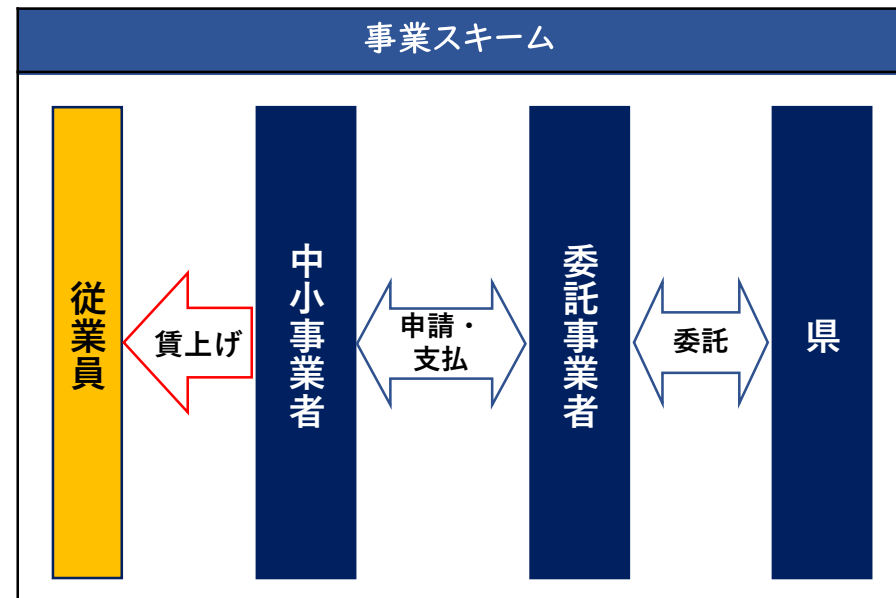 事業スキーム
従業員
賃上げ
中小事業者
申請・
支払
委託事業者
委託
県